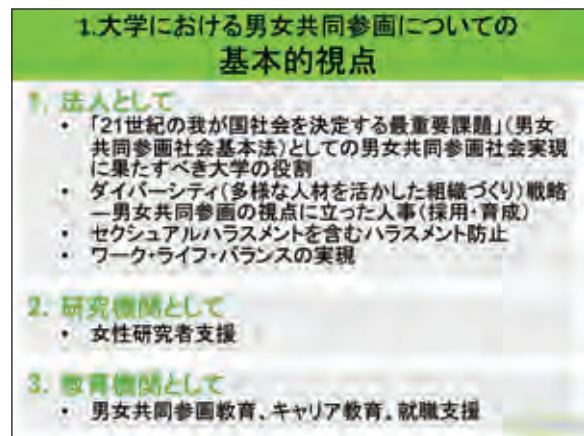 1.大学における男女共同参画についての
基本的視点
1. 法人として
• 「21世紀の我が国社会を決定する最重要課題」(男女
共同参画社会基本法)としての男女共同参画社会実現
に果たすべき大学の役割
• ダイバーシティ(多様な人材を活かした組織づくり)戦略
―男女共同参画の視点に立った人事(採用・育成)
• セクシュアルハラスメントを含むハラスメント防止
• ワーク・ライフ・バランスの実現
2. 研究機関として
• 女性研究者支援
3. 教育機関として
• 男女共同参画教育、キャリア教育、就職支援